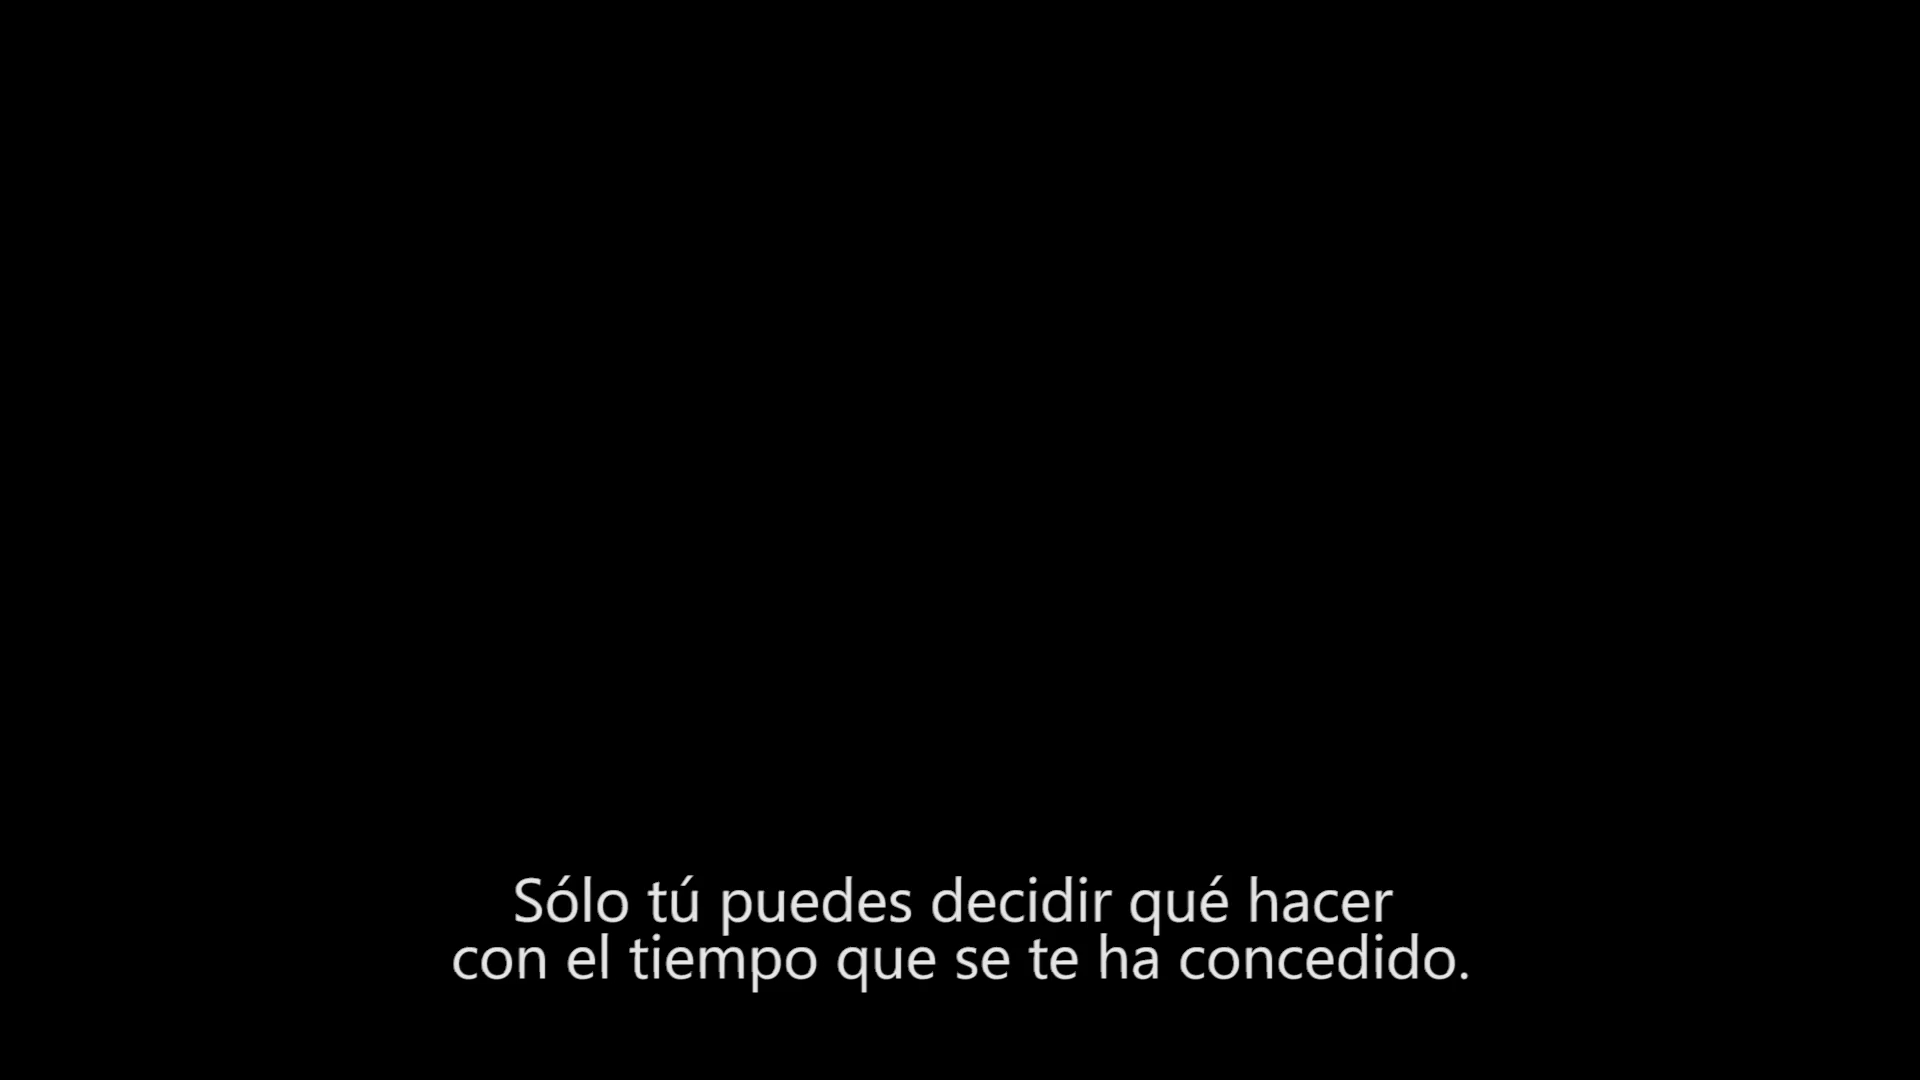 Sólo tú puedes decidir qué hacer
con el tiempo que se te ha concedido.